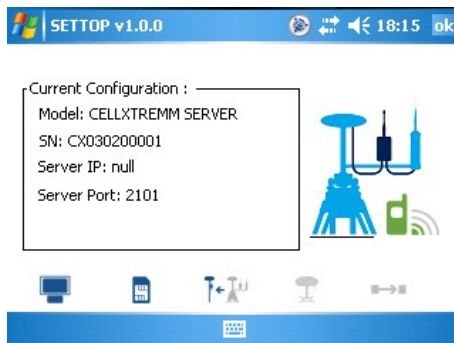 SETTOP v1.0.0
18:15 ok
Current Configuration :
Model: CELLXTREMM SERVER
SN: CX030200001
Server IP: null
Server Port: 2101